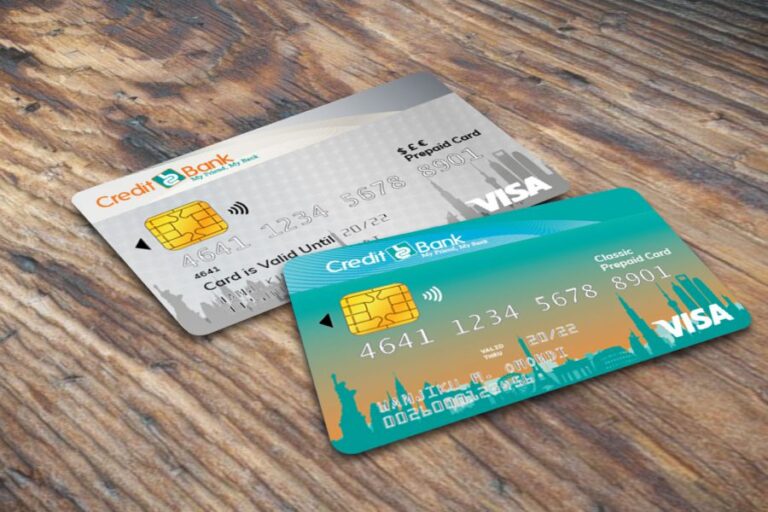 Credit Bank
My Friend, My Bank
$ £ €
Prepaid Card
4641 1234 5678 8901
4641
Card is Valid Until 20/22
VISA
Credit Bank
My Friend, My Bank
Classic
Prepaid Card
4641 1234 5678 8901
VALID
THRU
20/22
WANJIKU.M. OMONDI
VISA